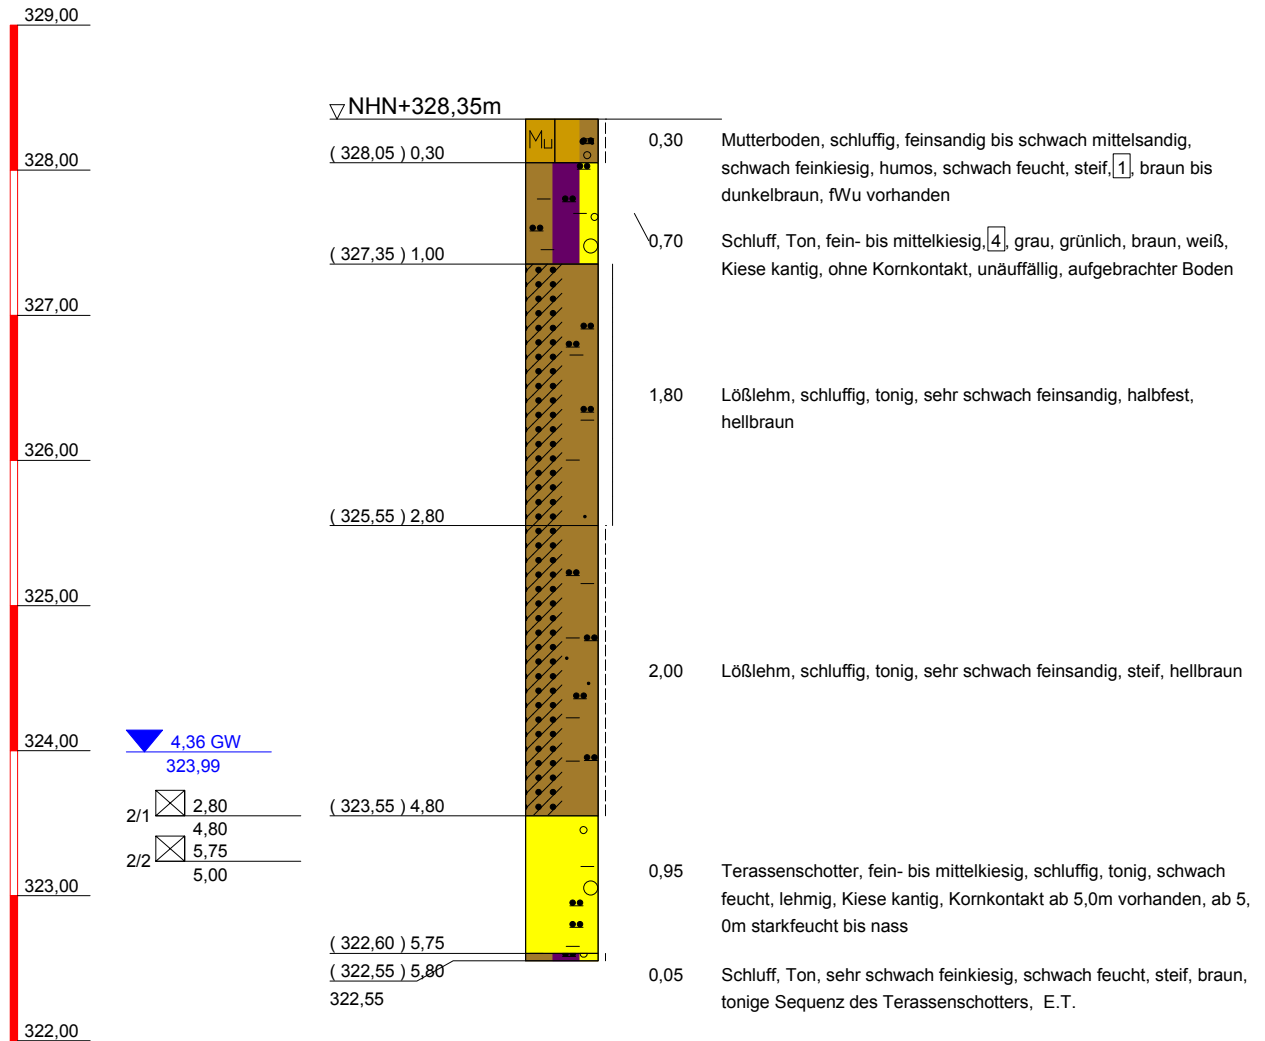 329,00
NHN+328,35m
Mu
0,30 Mutterboden, schluffig, feinsandig bis schwach mittelsandig,
schwach feinkiesig, humos, schwach feucht, steif, 1, braun bis
dunkelbraun, fWu vorhanden
( 328,05 ) 0,30
328,00
0,70 Schluff, Ton, fein- bis mittelkiesig, 4, grau, grünlich, braun, weiß,
Kiese kantig, ohne Kornkontakt, unäuffällig, aufgebrachter Boden
( 327,35 ) 1,00
327,00
1,80 Lößlehm, schluffig, tonig, sehr schwach feinsandig, halbfest,
hellbraun
326,00
( 325,55 ) 2,80
325,00
2,00 Lößlehm, schluffig, tonig, sehr schwach feinsandig, steif, hellbraun
324,00
4,36 GW
323,99
2/1 2,80
4,80
( 323,55 ) 4,80
2/2 5,75
5,00
323,00
0,95 Terassenschotter, fein- bis mittelkiesig, schluffig, tonig, schwach
feucht, lehmig, Kiese kantig, Kornkontakt ab 5,0m vorhanden, ab 5,
0m starkfeucht bis nass
( 322,60 ) 5,75
( 322,55 ) 5,80
322,55
0,05 Schluff, Ton, sehr schwach feinkiesig, schwach feucht, steif, braun,
tonige Sequenz des Terassenschotters, E.T.
322,00